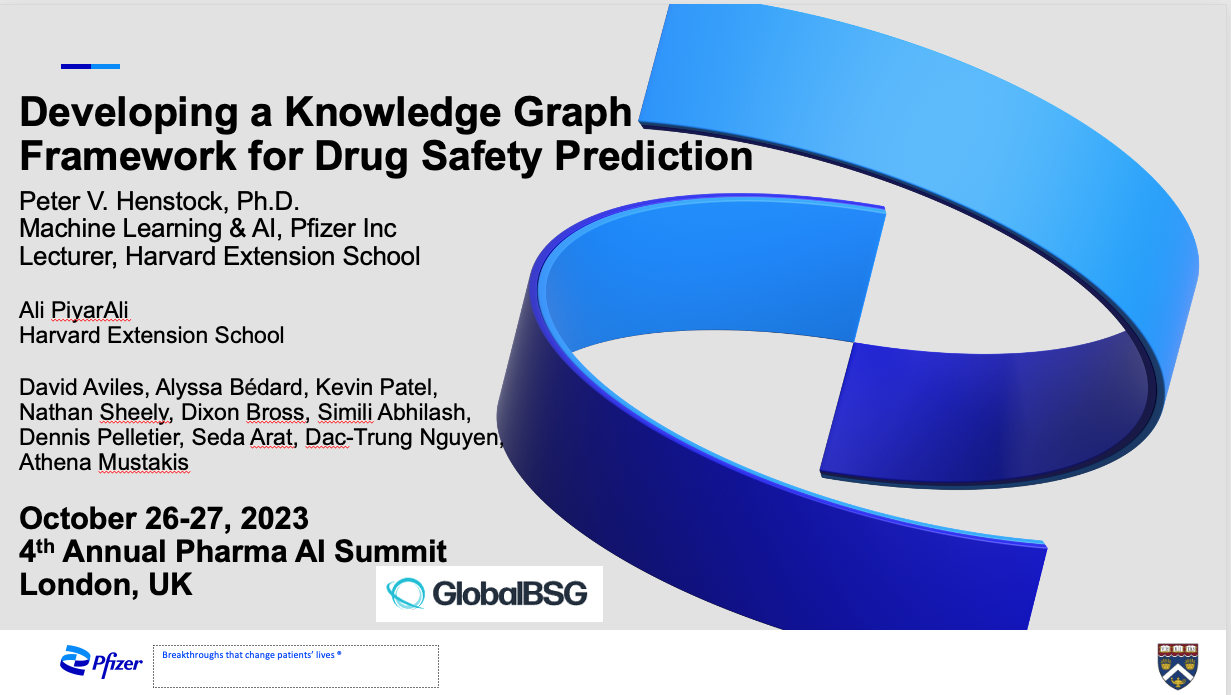 Developing a Knowledge Graph
Framework for Drug Safety Prediction
Peter V. Henstock, Ph.D.
Machine Learning & AI, Pfizer Inc
Lecturer, Harvard Extension School
Ali PiyarAli
Harvard Extension School
David Aviles, Alyssa Bédard, Kevin Patel,
Nathan Sheely, Dixon Bross, Simili Abhilash,
Dennis Pelletier, Seda Arat, Dac-Trung Nguyen,
Athena Mustakis
October 26-27, 2023
4th Annual Pharma AI Summit
London, UK
GlobalBSG
Pfizer
Breakthroughs that change patients’ lives ®